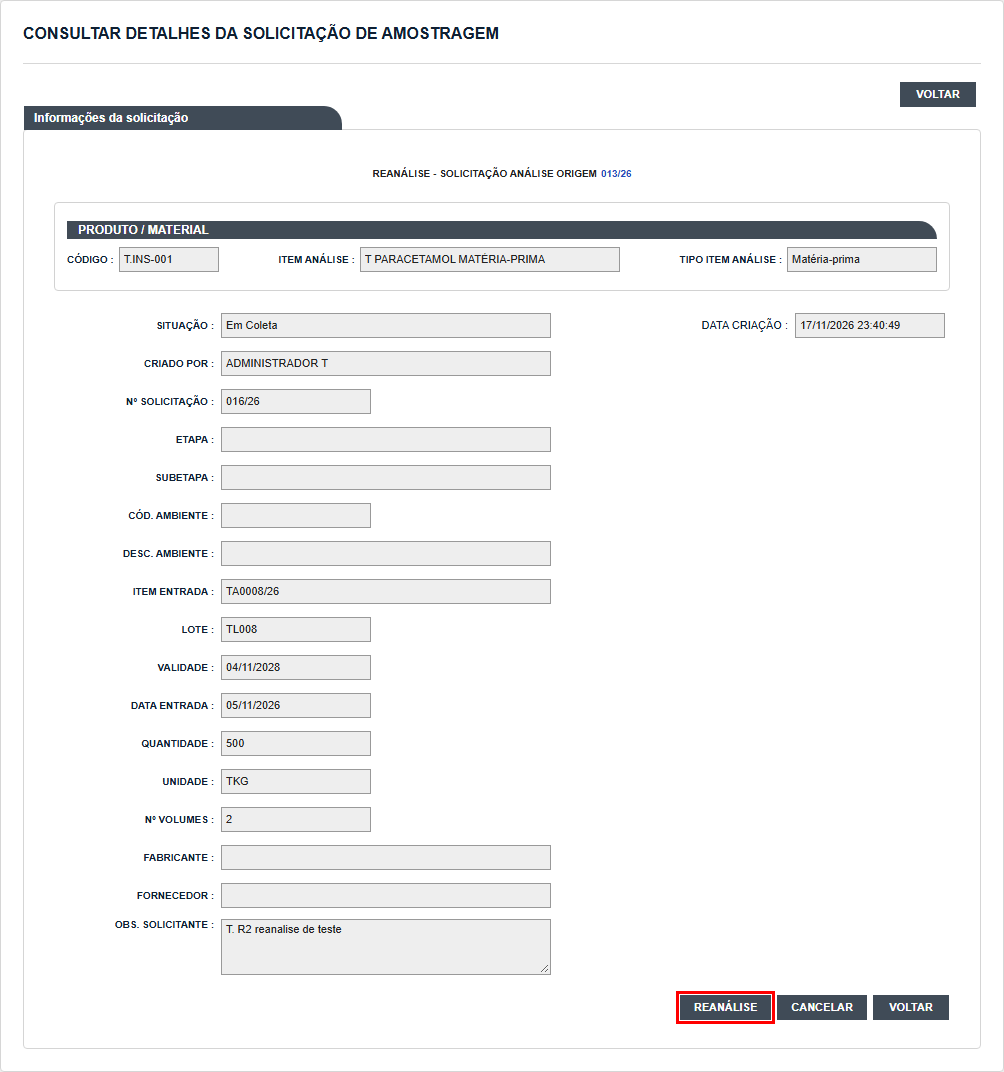 CONSULTAR DETALHES DA SOLICITAÇÃO DE AMOSTRAGEM
VOLTAR
Informações da solicitação
REANÁLISE - SOLICITAÇÃO ANÁLISE ORIGEM 013/26
PRODUTO / MATERIAL
CÓDIGO : T.INS-001 ITEM ANÁLISE : T PARACETAMOL MATÉRIA-PRIMA TIPO ITEM ANÁLISE : Matéria-prima
SITUAÇÃO : Em Coleta DATA CRIAÇÃO : 17/11/2026 23:40:49
CRIADO POR : ADMINISTRADOR T
Nº SOLICITAÇÃO : 016/26
ETAPA :
SUBETAPA :
CÓD. AMBIENTE :
DESC. AMBIENTE :
ITEM ENTRADA : TA0008/26
LOTE : TL008
VALIDADE : 04/11/2028
DATA ENTRADA : 05/11/2026
QUANTIDADE : 500
UNIDADE : TKG
Nº VOLUMES : 2
FABRICANTE :
FORNECEDOR :
OBS. SOLICITANTE : T. R2 reanalise de teste
REANÁLISE CANCELAR VOLTAR